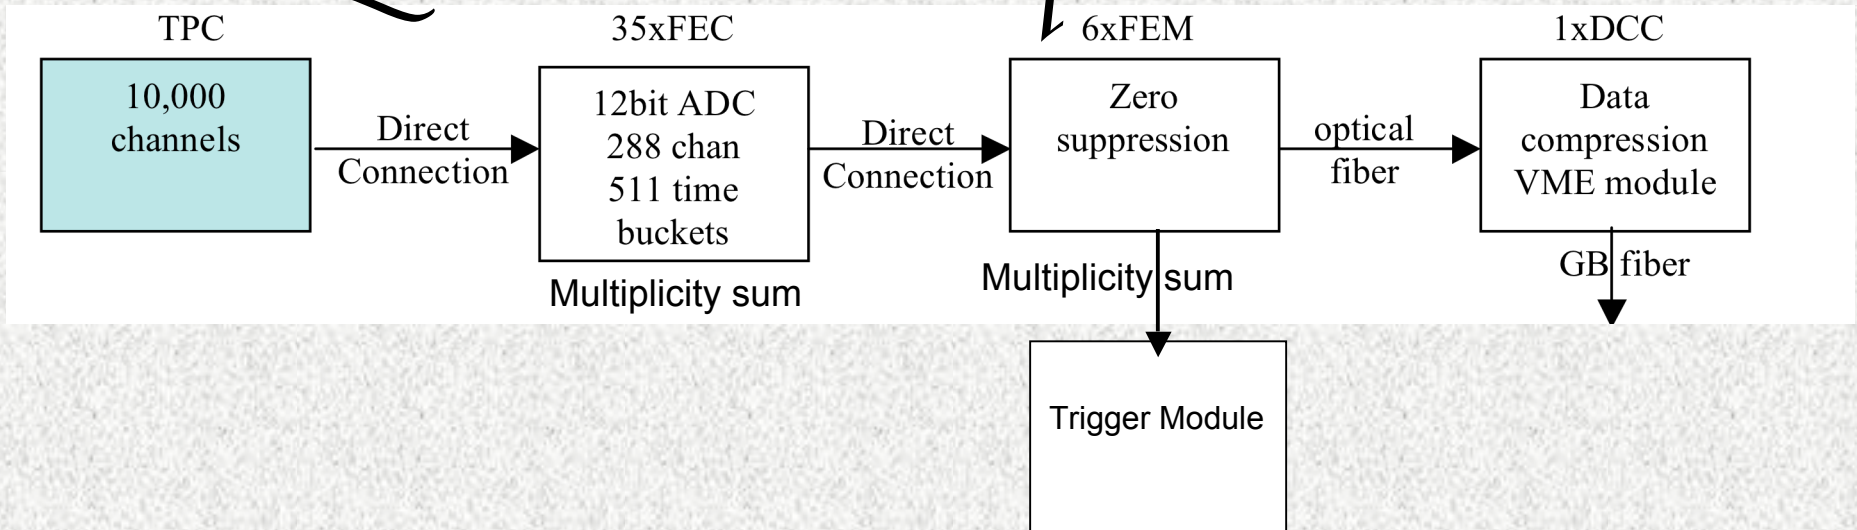 TPC
10,000
channels
Direct
Connection
35xFEC
12bit ADC
288 chan
511 time
buckets
Multiplicity sum
Direct
Connection
6xFEM
Zero
suppression
Multiplicity sum
Trigger Module
optical
fiber
1xDCC
Data
compression
VME module
GB fiber